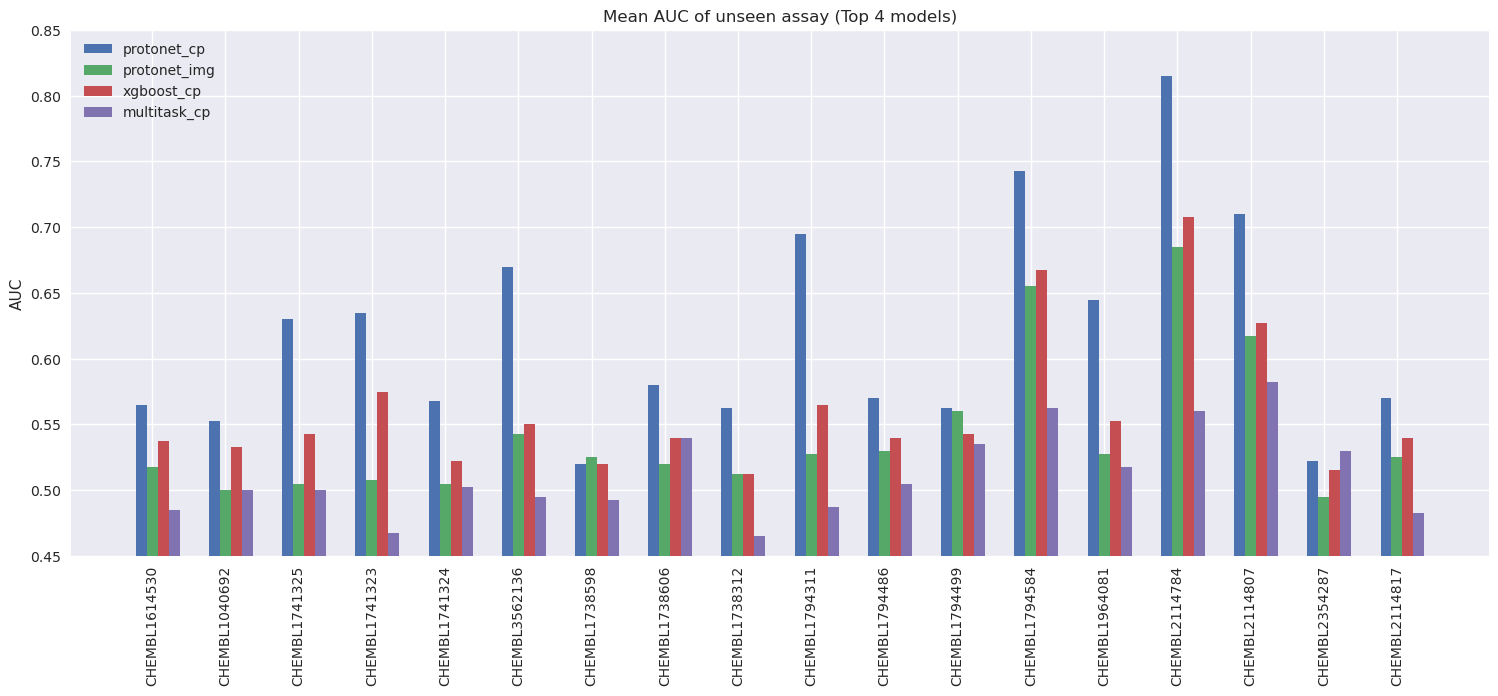 Mean AUC of unseen assay (Top 4 models)
protonet_cp
protonet_img
xgboost_cp
multitask_cp
AUC
0.85
0.80
0.75
0.70
0.65
0.60
0.55
0.50
0.45
CHEMBL1614530
CHEMBL1040692
CHEMBL1741325
CHEMBL1741323
CHEMBL1741324
CHEMBL3562136
CHEMBL1738598
CHEMBL1738606
CHEMBL1738312
CHEMBL1794311
CHEMBL1794486
CHEMBL1794499
CHEMBL1794584
CHEMBL1964081
CHEMBL2114784
CHEMBL2114807
CHEMBL2354287
CHEMBL2114817